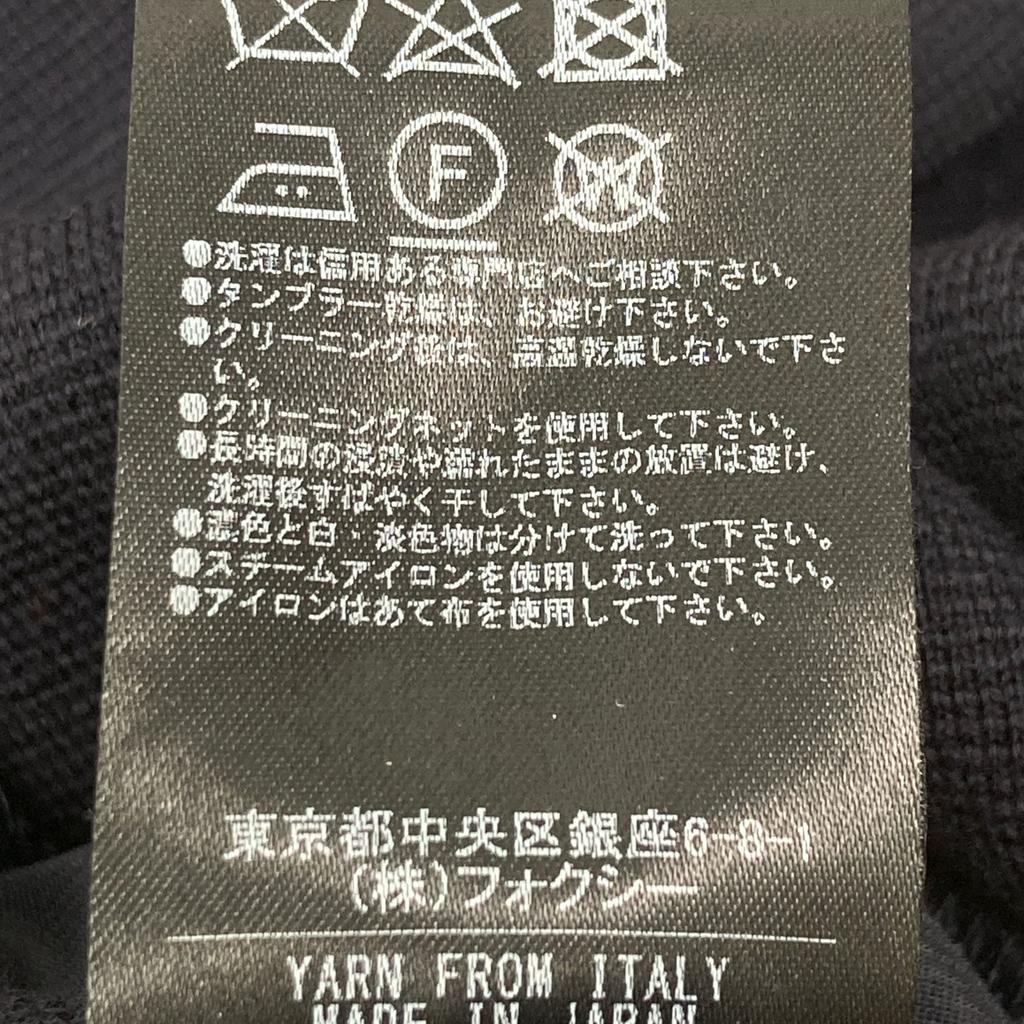 F
W
●洗濯は信用ある専門店へご相談下さい。
●タンブラー乾燥は、お避け下さい。
●クリーニング後は、高温乾燥しないで下さ
い。
●クリーニングネットを使用して下さい。
●長時間の浸漬や濡れたままの放置は避け、
洗濯後すばやく干して下さい。
●濃色と白・淡色物は分けて洗って下さい。
●スチームアイロンを使用しないで下さい。
●アイロンはあて布を使用して下さい。
東京都中央区銀座6-8-1
(株)フォクシー
YARN FROM ITALY
MADE IN JAPAN